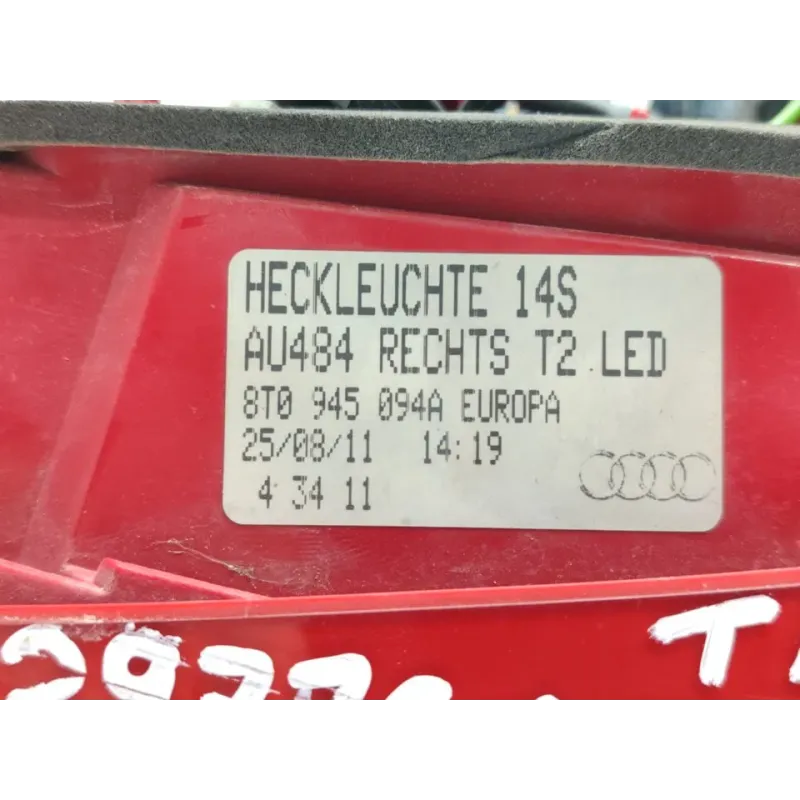 HECKLEUCHTE 14S
AU484 RECHTS T2 LED
8T0 945 094A EUROPA
25/08/11 14:19
4 34 11